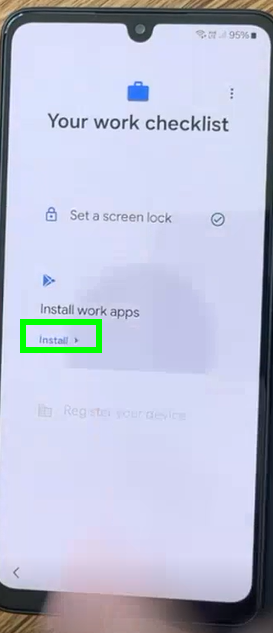 95%
Your work checklist
Set a screen lock
Install work apps
Install
Register your device